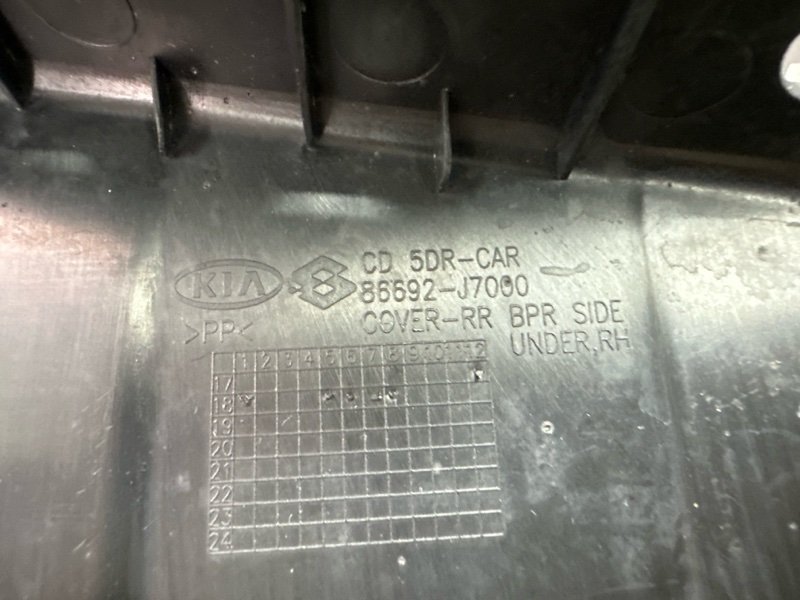 CD 5DR-CAR
KIA 86692-J7000
>PP< COVER-RR BPR SIDE
UNDER,RH
1 2 3 4 5 6 7 8 9 10 11 12
17
18
19
20
21
22
23
24